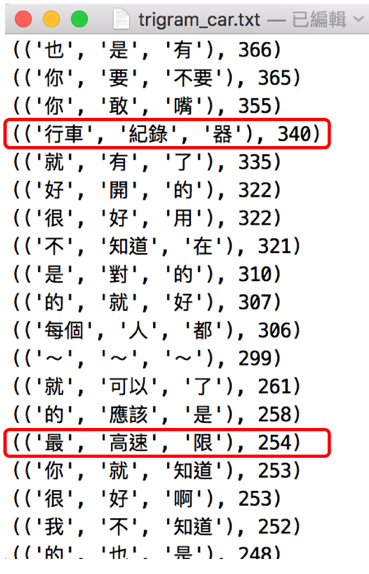 trigram_car.txt — 已編輯
(('也', '是', '有'), 366)
(('你', '要', '不要'), 365)
(('你', '敢', '嘴'), 355)
(('行車', '紀錄', '器'), 340)
(('就', '有', '了'), 335)
(('好', '開', '的'), 322)
(('很', '好', '用'), 322)
(('不', '知道', '在'), 321)
(('是', '對', '的'), 310)
(('的', '就', '好'), 307)
(('每個', '人', '都'), 306)
(('～', '～', '～'), 299)
(('就', '可以', '了'), 261)
(('的', '應該', '是'), 258)
(('最', '高速', '限'), 254)
(('你', '就', '知道'), 253)
(('很', '好', '啊'), 253)
(('我', '不', '知道'), 252)
(('的', '也', '是'), 248)